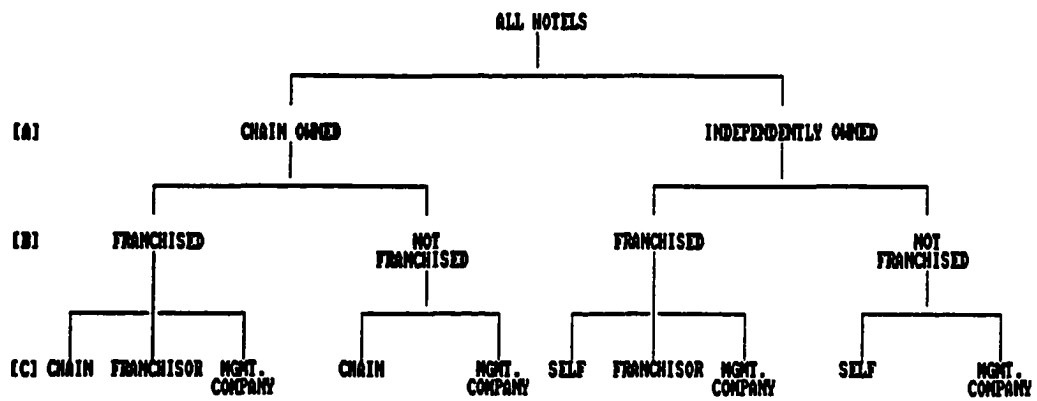 ALL HOTELS
[A] CHAIN OWNED INDEPENDENTLY OWNED
[B] FRANCHISED NOT FRANCHISED FRANCHISED NOT FRANCHISED
[C] CHAIN FRANCHISOR MGMT. COMPANY CHAIN MGMT. COMPANY SELF FRANCHISOR MGMT. COMPANY SELF MGMT. COMPANY